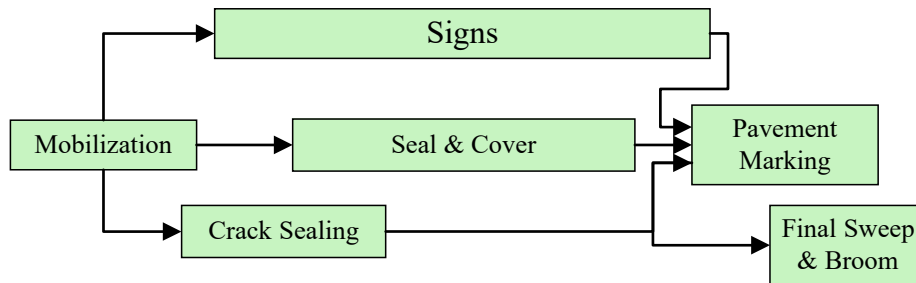 Signs
Mobilization
Seal & Cover
Pavement
Marking
Crack Sealing
Final Sweep
& Broom